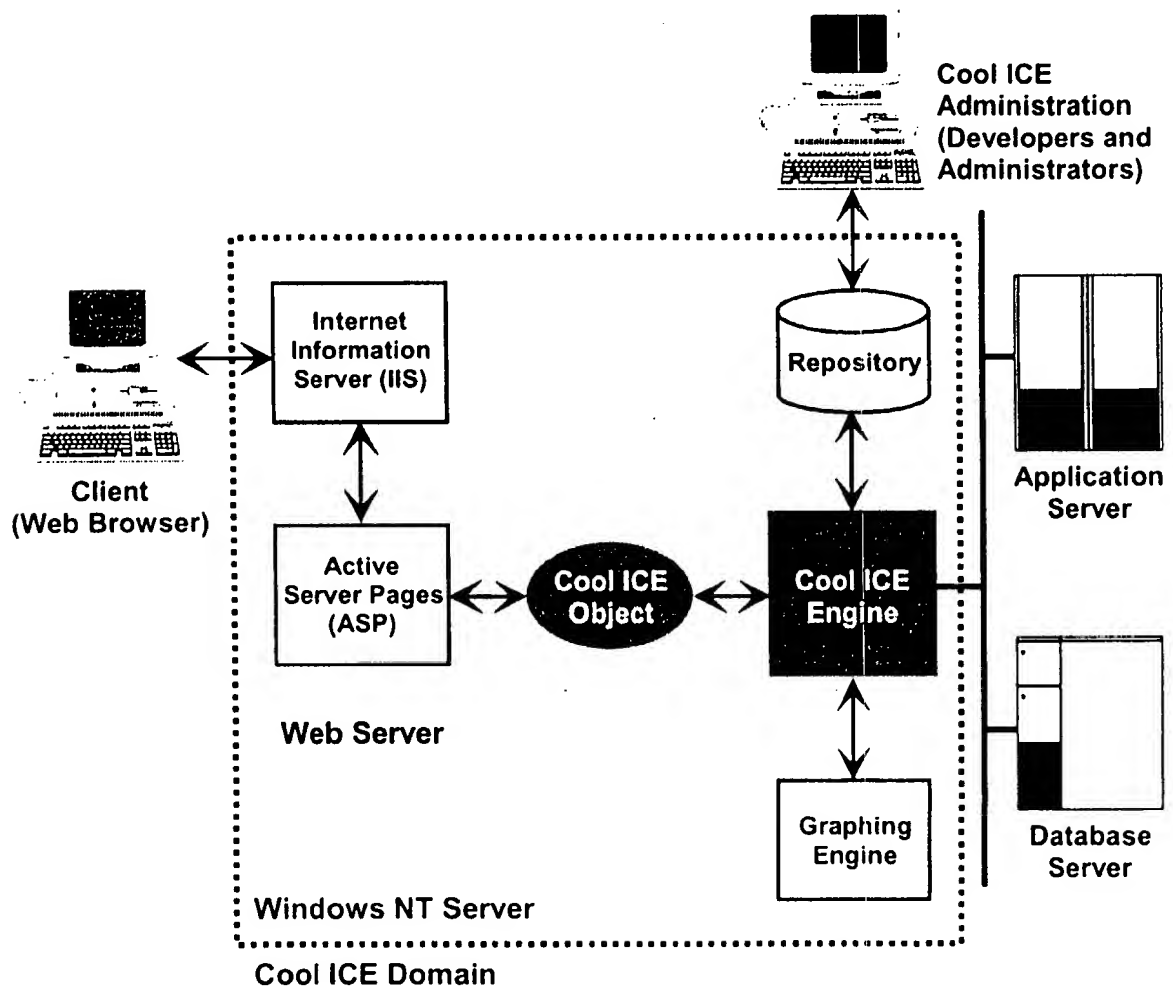 Cool ICE
Administration
(Developers and
Administrators)
Internet
Information
Server (IIS)
Repository
Client
(Web Browser)
Application
Server
Active
Server Pages
(ASP)
Cool ICE
Object
Cool ICE
Engine
Web Server
Graphing
Engine
Database
Server
Windows NT Server
Cool ICE Domain